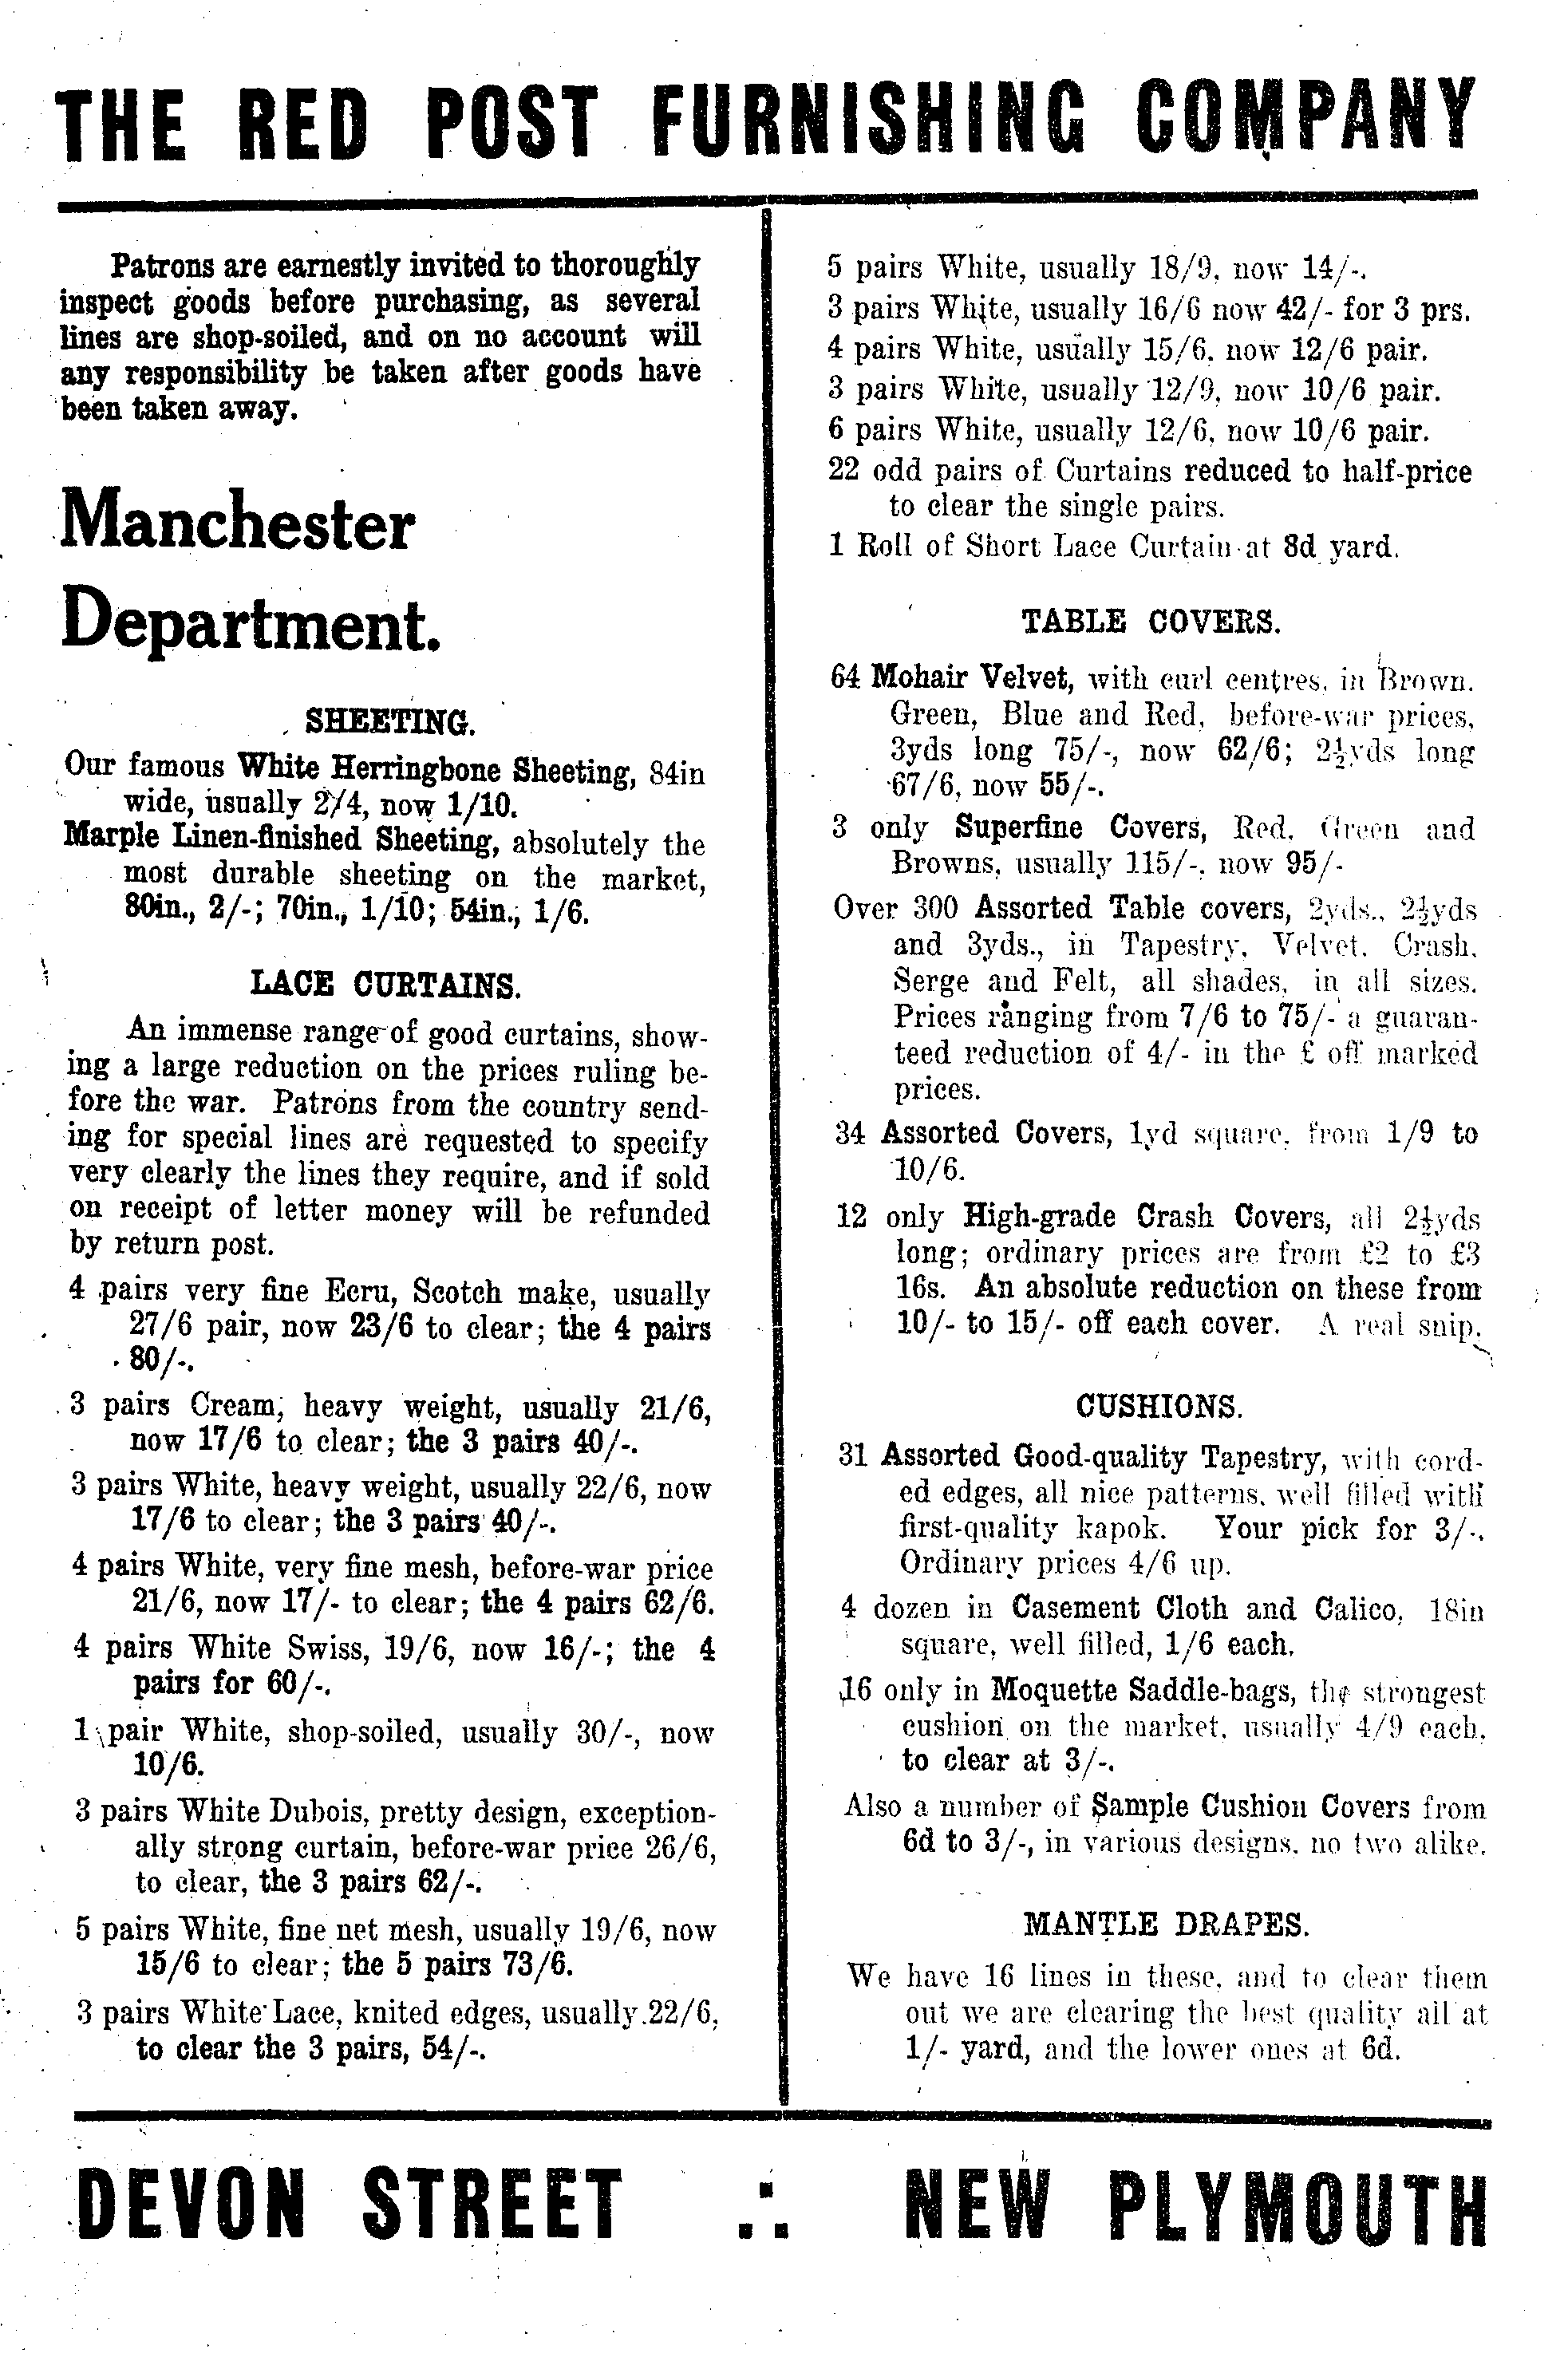 THE RED POST FURNISHING COMPANY
Patrons are earnestly invited to thoroughly
inspect goods before purchasing, as several
lines are shop-soiled, and on no account will
any responsibility be taken after goods have
been taken away.
Manchester
Department.
SHEETING.
Our famous White Herringbone Sheeting, 84in
wide, usually 2/4, now 1/10.
Marple Linen-finished Sheeting, absolutely the
most durable sheeting on the market,
80in., 2/-; 70in., 1/10; 54in., 1/6.
LACE CURTAINS.
An immense range of good curtains, show-
ing a large reduction on the prices ruling be-
fore the war. Patrons from the country send-
ing for special lines are requested to specify
very clearly the lines they require, and if sold
on receipt of letter money will be refunded
by return post.
4 pairs very fine Ecru, Scotch make, usually
27/6 pair, now 23/6 to clear; the 4 pairs
80/-.
3 pairs Cream, heavy weight, usually 21/6,
now 17/6 to clear; the 3 pairs 40/-.
3 pairs White, heavy weight, usually 22/6, now
17/6 to clear; the 3 pairs 40/-.
4 pairs White, very fine mesh, before-war price
21/6, now 17/- to clear; the 4 pairs 62/6.
4 pairs White Swiss, 19/6, now 16/-; the 4
pairs for 60/-.
1 pair White, shop-soiled, usually 30/-, now
10/6.
3 pairs White Dubois, pretty design, exception-
ally strong curtain, before-war price 26/6,
to clear, the 3 pairs 62/-.
5 pairs White, fine net mesh, usually 19/6, now
15/6 to clear; the 5 pairs 73/6.
3 pairs White Lace, knited edges, usually 22/6,
to clear the 3 pairs, 54/-.
5 pairs White, usually 18/9, now 14/-.
3 pairs White, usually 16/6 now 42/- for 3 prs.
4 pairs White, usually 15/6, now 12/6 pair.
3 pairs White, usually 12/9, now 10/6 pair.
6 pairs White, usually 12/6, now 10/6 pair.
22 odd pairs of Curtains reduced to half-price
to clear the single pairs.
1 Roll of Short Lace Curtain at 8d yard.
TABLE COVERS.
64 Mohair Velvet, with curl centres, in Brown.
Green, Blue and Red, before-war prices,
3yds long 75/-, now 62/6; 2½yds long
67/6, now 55/-.
3 only Superfine Covers, Red, Green and
Browns, usually 115/-, now 95/-
Over 300 Assorted Table covers, 2yds., 2½yds
and 3yds., in Tapestry, Velvet, Crash,
Serge and Felt, all shades, in all sizes.
Prices ranging from 7/6 to 75/- a guaran-
teed reduction of 4/- in the £ off marked
prices.
34 Assorted Covers, 1yd square, from 1/9 to
10/6.
12 only High-grade Crash Covers, all 2½yds
long; ordinary prices are from £2 to £3
16s. An absolute reduction on these from
10/- to 15/- off each cover. A real snip.
CUSHIONS.
31 Assorted Good-quality Tapestry, with cord-
ed edges, all nice patterns, well filled with
first-quality kapok. Your pick for 3/-.
Ordinary prices 4/6 up.
4 dozen in Casement Cloth and Calico, 18in
square, well filled, 1/6 each.
16 only in Moquette Saddle-bags, the strongest
cushion on the market, usually 4/9 each,
to clear at 3/-.
Also a number of Sample Cushion Covers from
6d to 3/-, in various designs, no two alike.
MANTLE DRAPES.
We have 16 lines in these, and to clear them
out we are clearing the best quality all at
1/- yard, and the lower ones at 6d.
DEVON STREET .: NEW PLYMOUTH